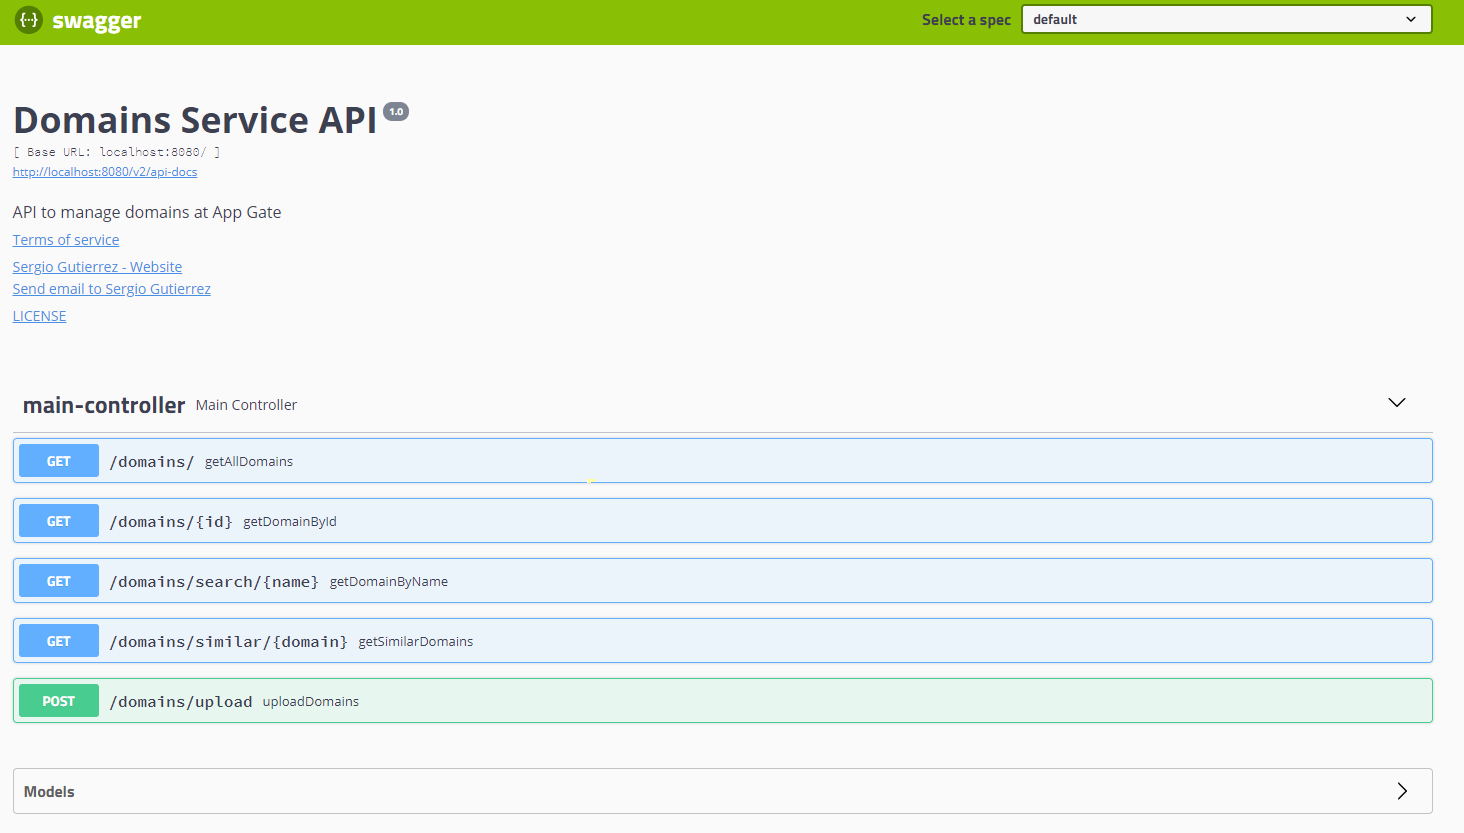 {···} swagger
Select a spec default
Domains Service API 1.0
[ Base URL: localhost:8080/ ]
http://localhost:8080/v2/api-docs
API to manage domains at App Gate
Terms of service
Sergio Gutierrez - Website
Send email to Sergio Gutierrez
LICENSE
main-controller Main Controller
GET /domains/ getAllDomains
GET /domains/{id} getDomainById
GET /domains/search/{name} getDomainByName
GET /domains/similar/{domain} getSimilarDomains
POST /domains/upload uploadDomains
Models